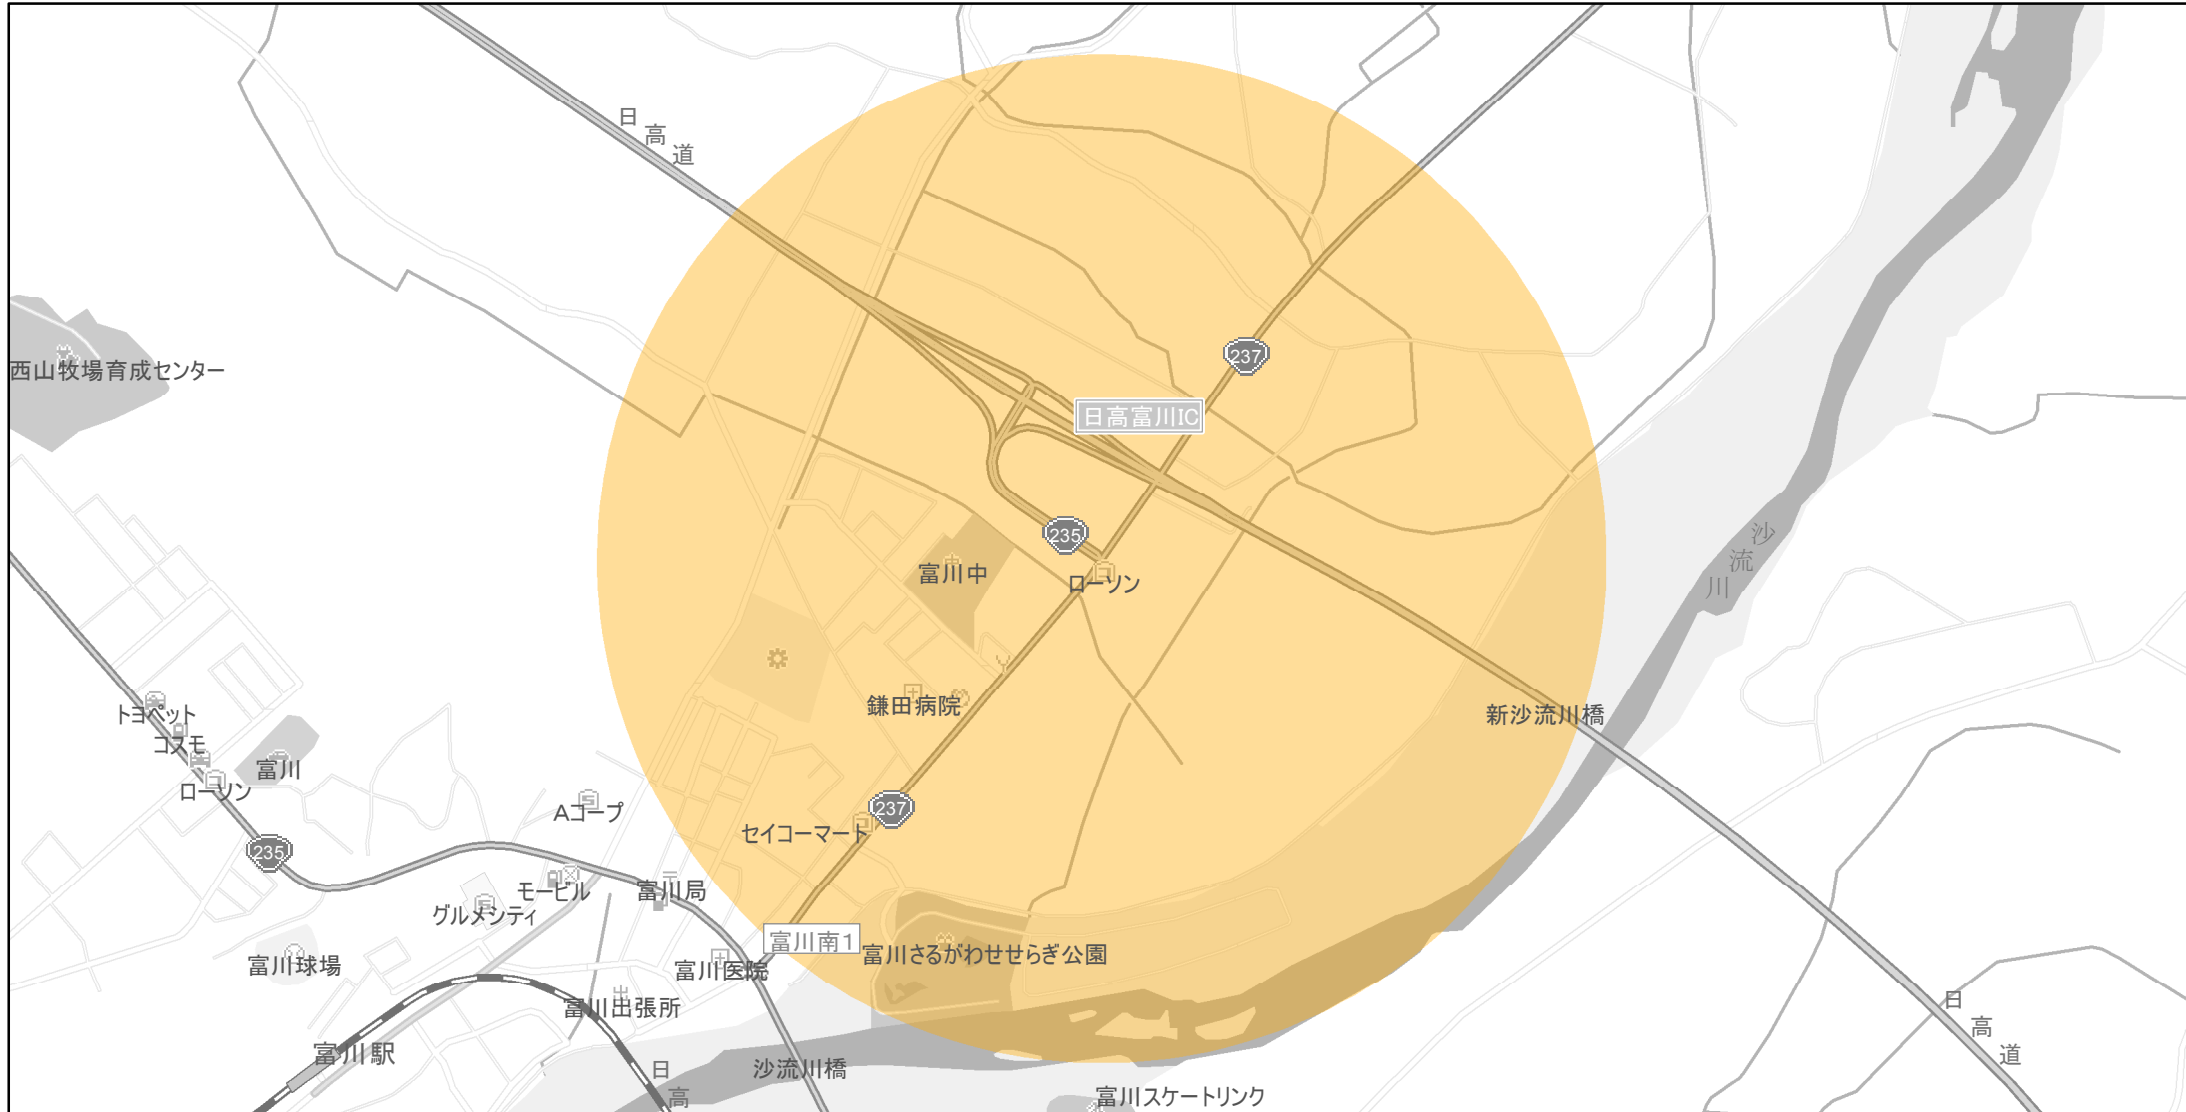 日高道
西山牧場育成センター
237
日高富川IC
235
富川中
ローソン
沙流川
鎌田病院
新沙流川橋
トヨペット
コスモ
富川
ローソン
Aコープ
237
セイコーマート
235
モービル
富川局
グルメシティ
富川南1
富川さるがわせせらぎ公園
富川球場
富川医院
出
富川出張所
日高道
富川駅
沙流川橋
日高
富川スケートリンク